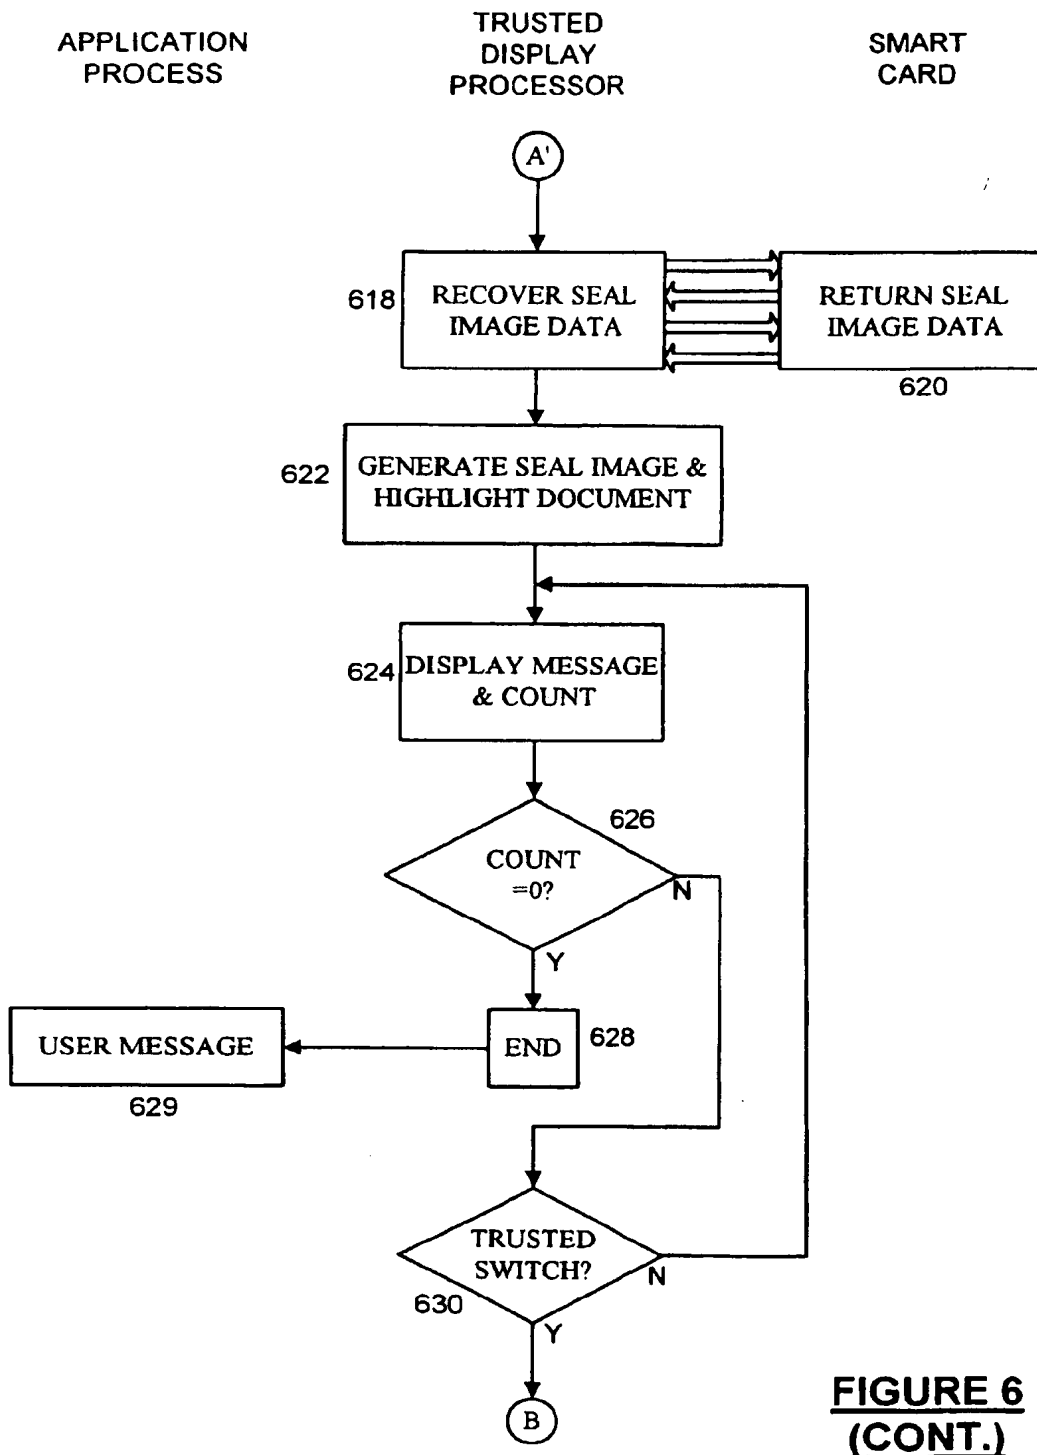 APPLICATION
PROCESS
TRUSTED
DISPLAY
PROCESSOR
SMART
CARD
A'
618
RECOVER SEAL
IMAGE DATA
RETURN SEAL
IMAGE DATA
620
622
GENERATE SEAL IMAGE &
HIGHLIGHT DOCUMENT
624
DISPLAY MESSAGE
& COUNT
626
COUNT
=0?
N
Y
USER MESSAGE
629
END
628
TRUSTED
SWITCH?
N
630
Y
B
FIGURE 6
(CONT.)